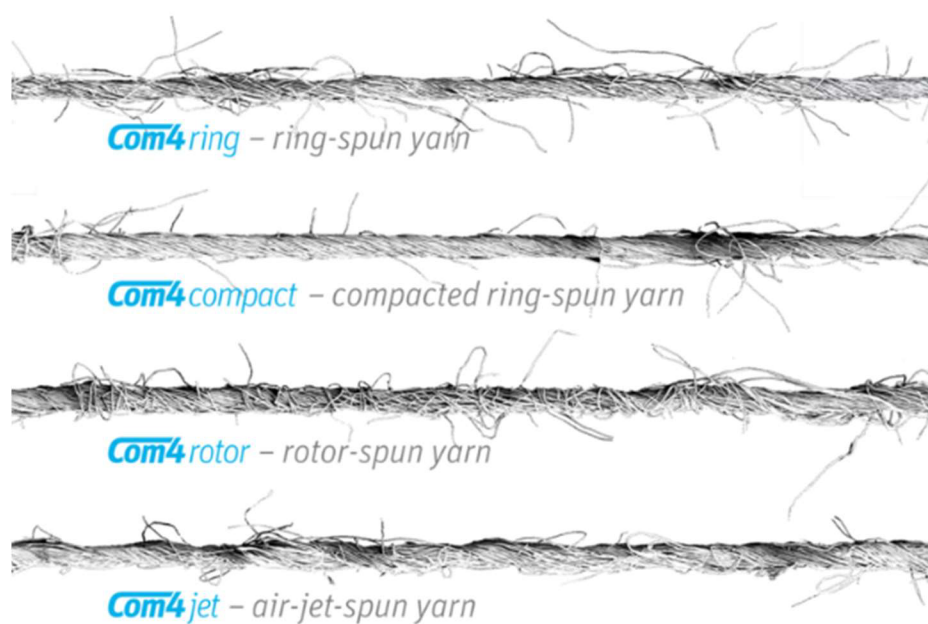 Com4ring – ring-spun yarn
Com4compact – compacted ring-spun yarn
Com4rotor – rotor-spun yarn
Com4jet – air-jet-spun yarn